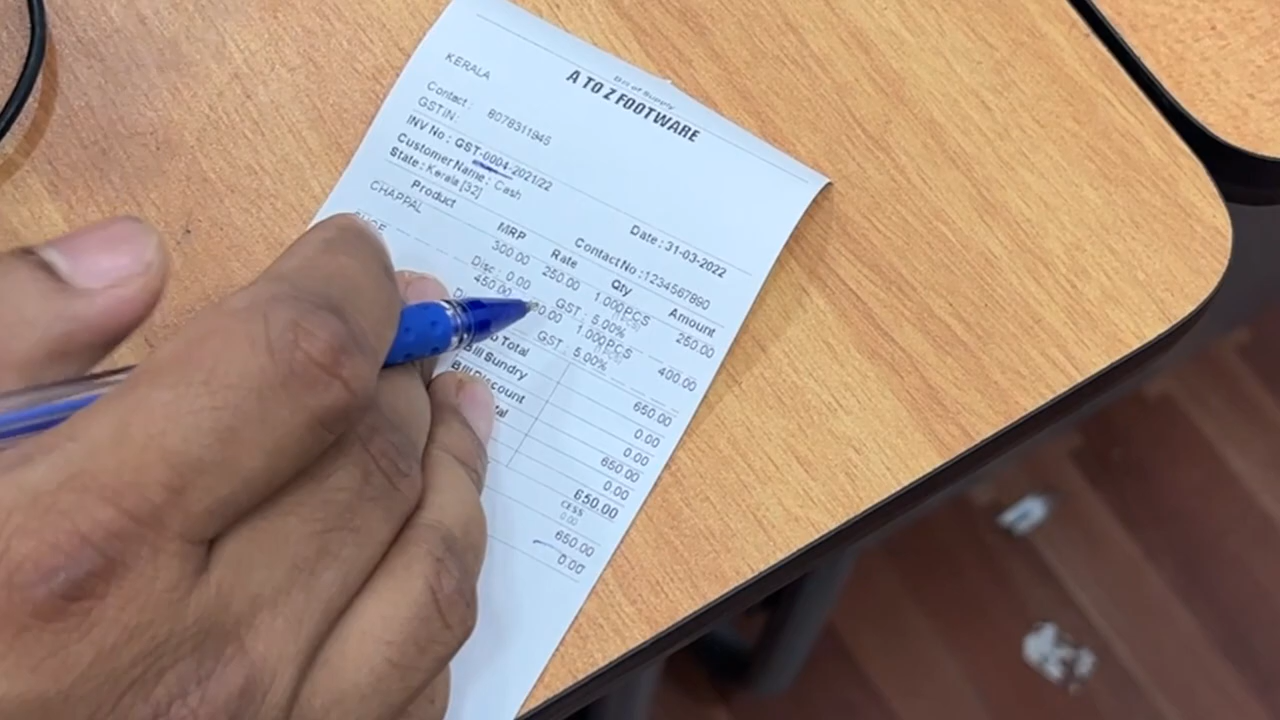 Bill of Supply
A TO Z FOOTWARE
KERALA
Contact : 8078311945
GSTIN:
INV No : GST-0004-2021/22 Date : 31-03-2022
Customer Name : Cash Contact No :1234567890
State : Kerala [32]
Product MRP Rate Qty Amount
CHAPPAL 300.00 250.00 1.000PCS 250.00
Disc : 0.00 GST : 5.00%
450.00 1.000PCS 400.00
GST : 5.00%
Total 650.00
Bill Sundry 0.00
Bill Discount 0.00
650.00
0.00
650.00
CESS
0.00
650.00
0.00